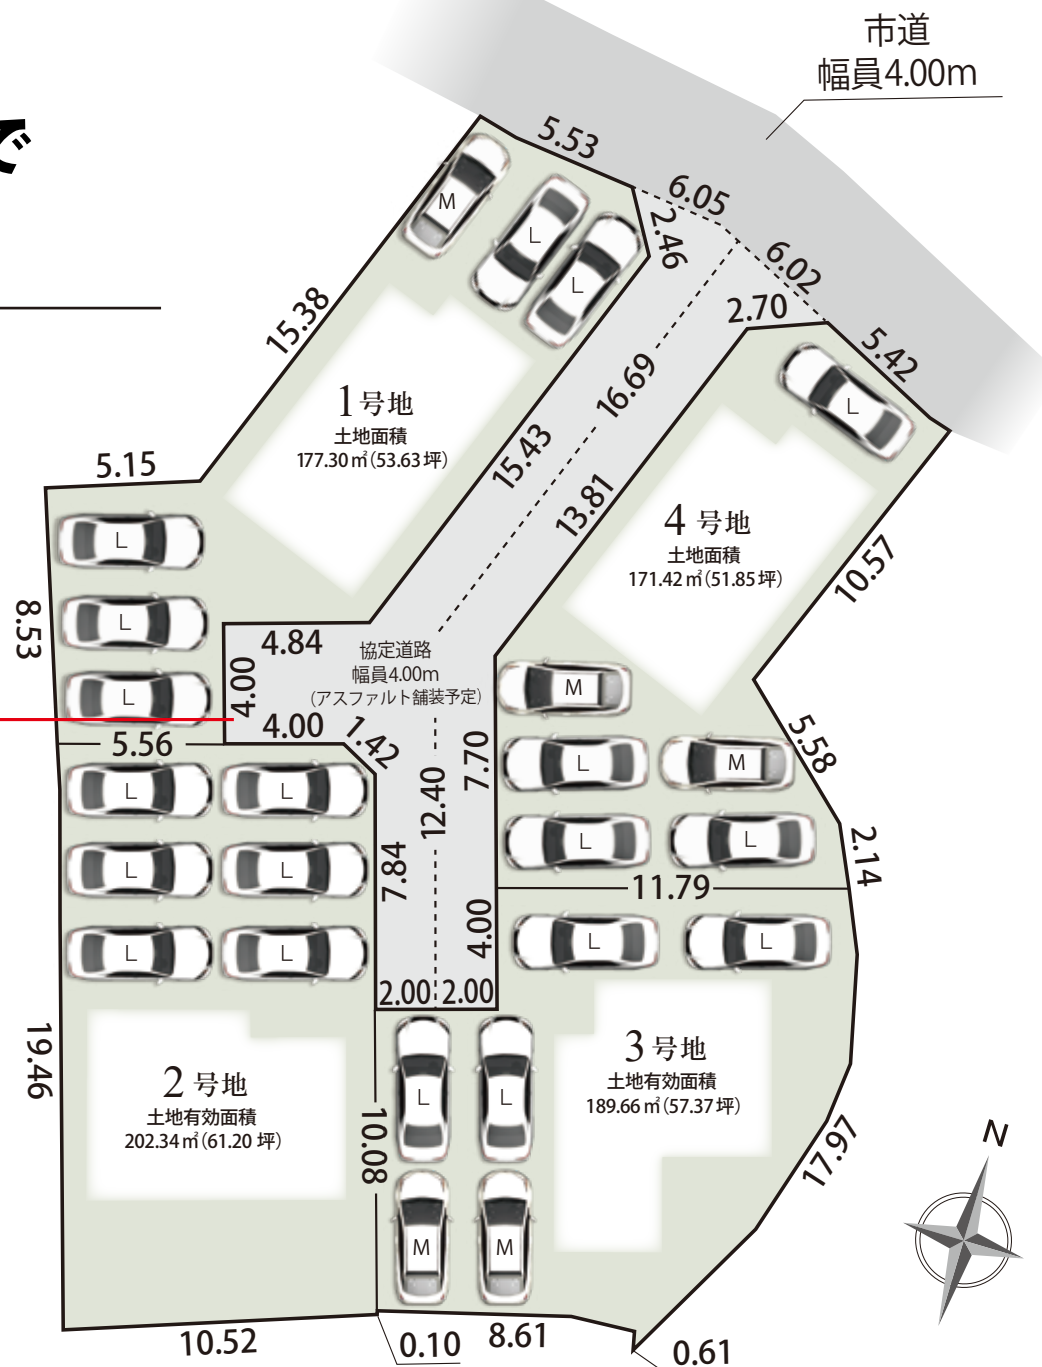 市道
幅員4.00m
で
5.53
6.05
2.46
6.02
2.70
5.42
M
L
L
15.38
16.69
15.43
13.81
L
1号地
土地面積
177.30㎡(53.63坪)
4号地
土地面積
171.42㎡(51.85坪)
10.57
5.15
L
L
L
8.53
4.84
4.00
4.00
1.42
協定道路
幅員4.00m
(アスファルト舗装予定)
5.56
7.70
12.40
7.84
M
L
M
L
L
5.58
2.14
11.79
4.00
L
L
L
L
L
L
L
L
2.00
2.00
19.46
2号地
土地有効面積
202.34㎡(61.20坪)
10.08
L
L
M
M
3号地
土地有効面積
189.66㎡(57.37坪)
17.97
N
10.52
0.10
8.61
0.61